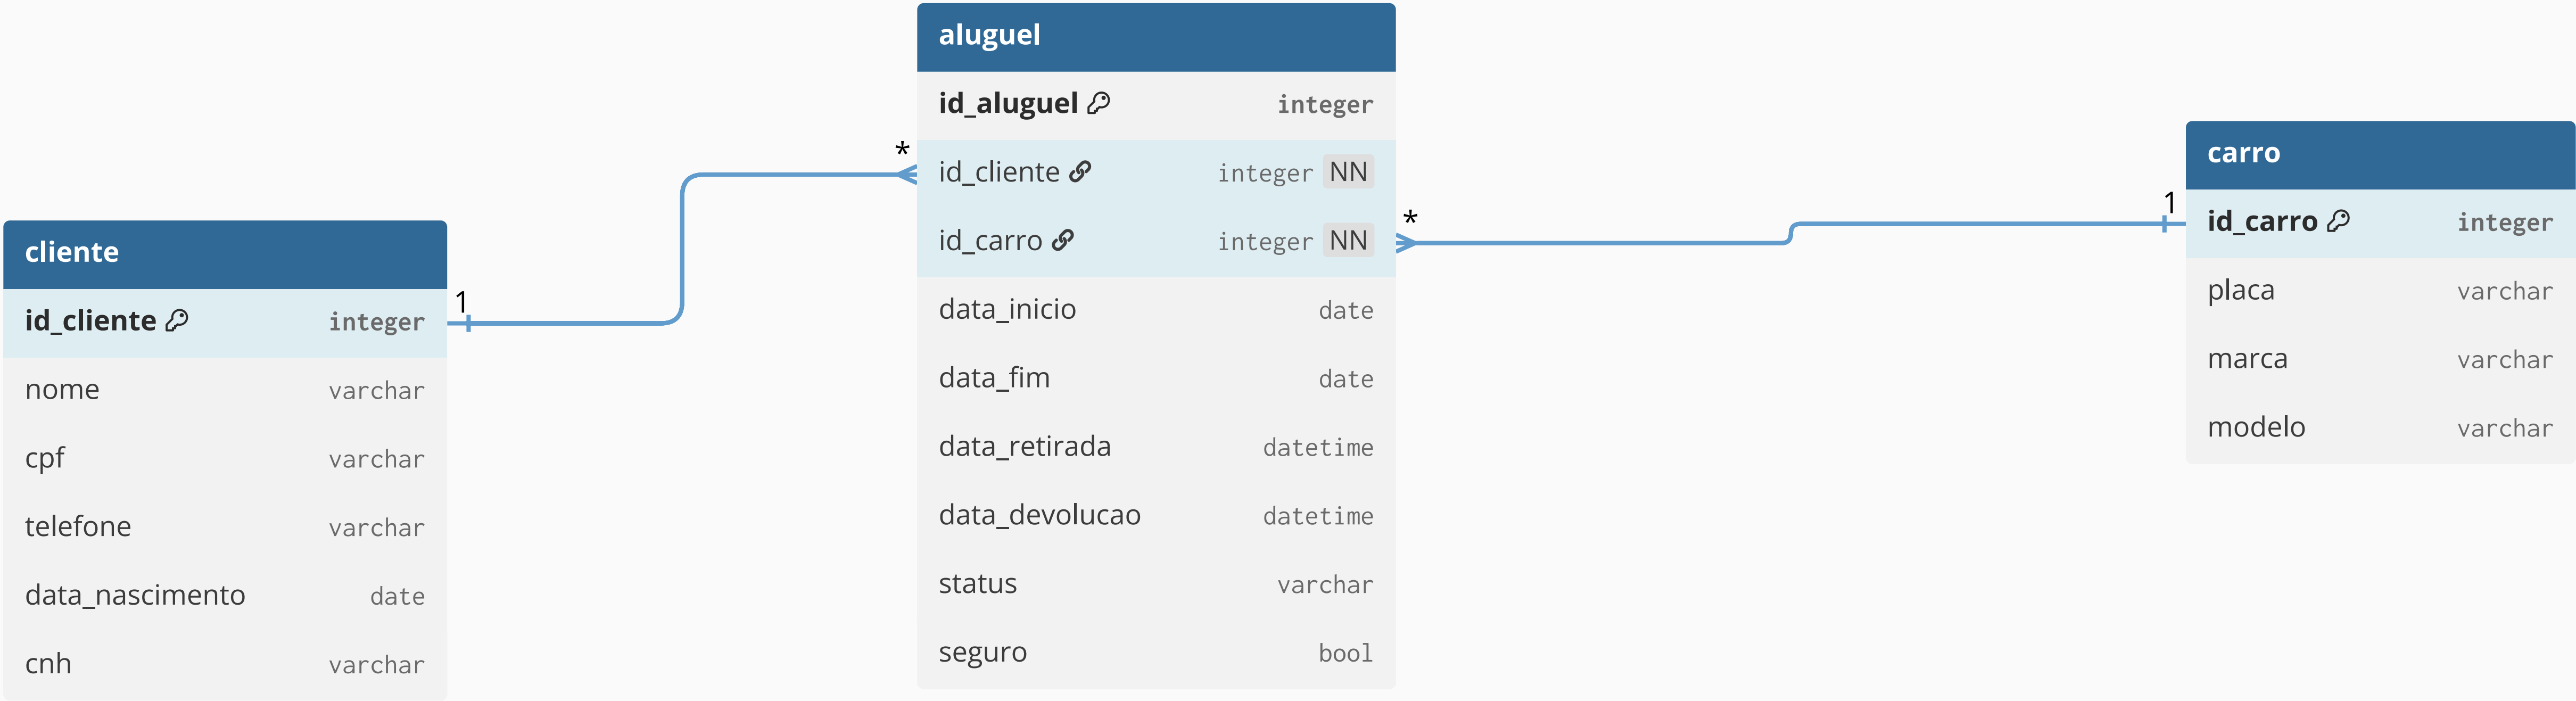 cliente
id_cliente integer
nome varchar
cpf varchar
telefone varchar
data_nascimento date
cnh varchar
1
*
aluguel
id_aluguel integer
id_cliente integer NN
id_carro integer NN
data_inicio date
data_fim date
data_retirada datetime
data_devolucao datetime
status varchar
seguro bool
*
1
carro
id_carro integer
placa varchar
marca varchar
modelo varchar